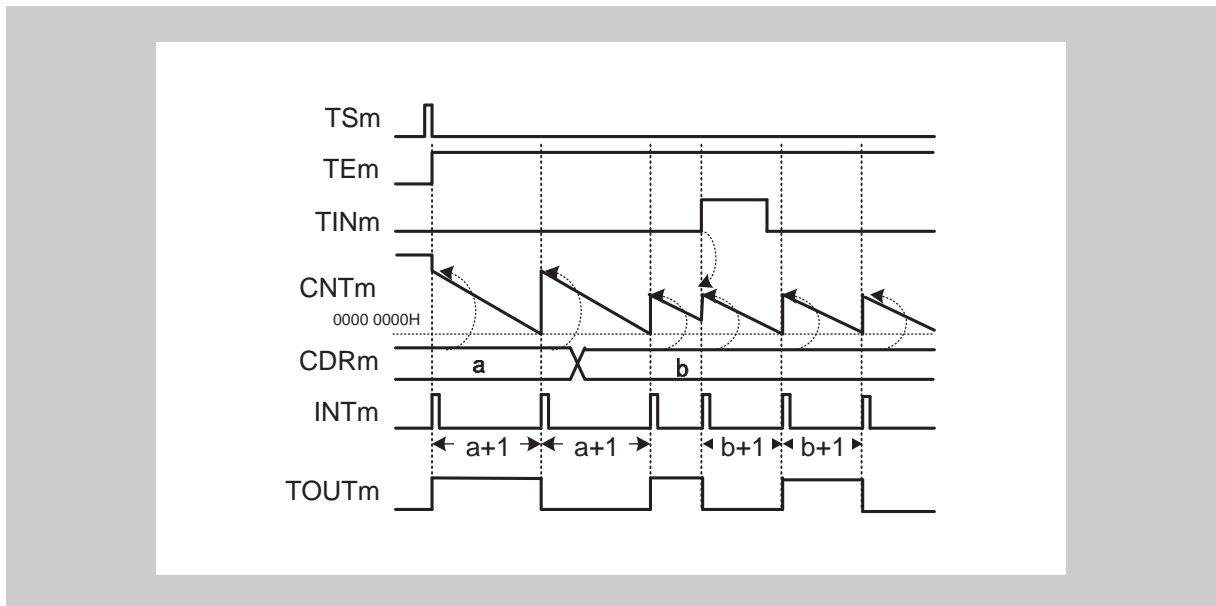 TSm
TEm
TINm
CNTm
0000 0000H
CDRm
a
b
INTm
a+1
a+1
b+1
b+1
TOUTm